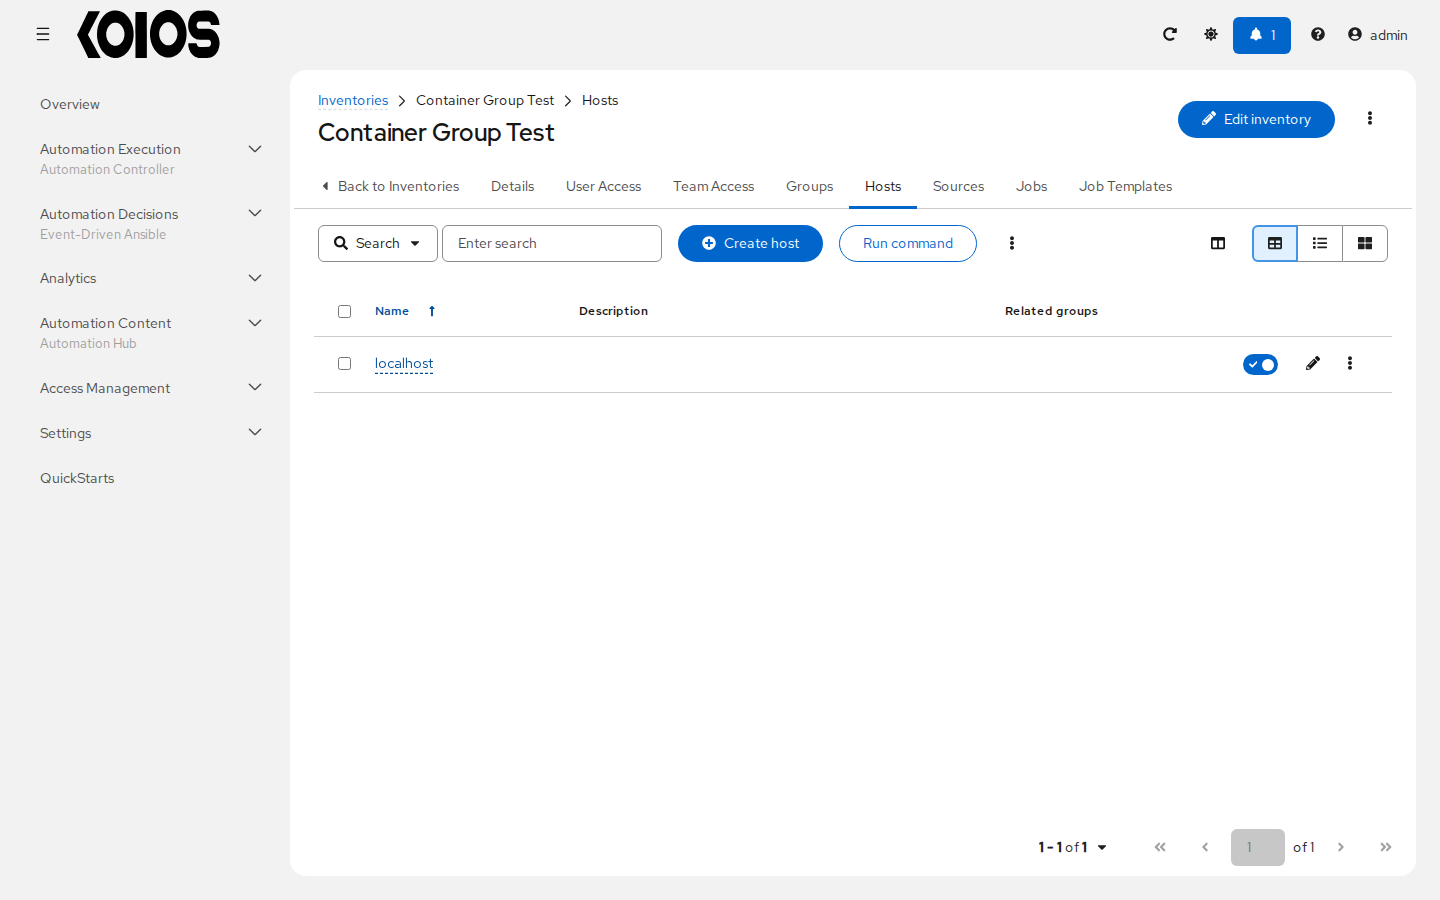 KOIOS
1
admin
Overview
Automation Execution
Automation Controller
Automation Decisions
Event-Driven Ansible
Analytics
Automation Content
Automation Hub
Access Management
Settings
QuickStarts
Inventories > Container Group Test > Hosts
Container Group Test
Edit inventory
Back to Inventories Details User Access Team Access Groups Hosts Sources Jobs Job Templates
Search Enter search Create host Run command
Name Description Related groups
localhost
1 - 1 of 1 1 of 1